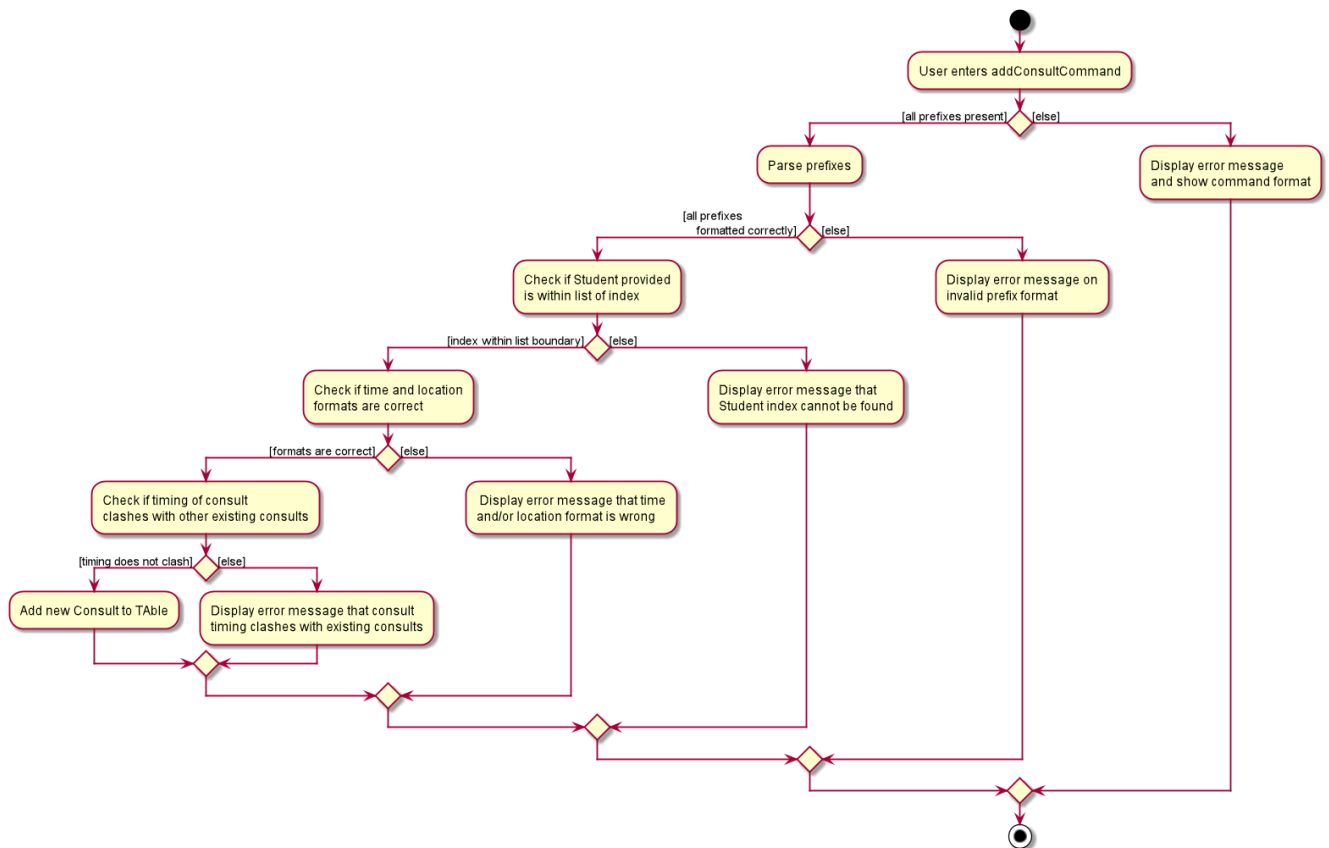 User enters addConsultCommand
[all prefixes present]
[else]
Parse prefixes
Display error message
and show command format
[all prefixes
formatted correctly]
[else]
Check if Student provided
is within list of index
Display error message on
invalid prefix format
[index within list boundary]
[else]
Check if time and location
formats are correct
Display error message that
Student index cannot be found
[formats are correct]
[else]
Check if timing of consult
clashes with other existing consults
Display error message that time
and/or location format is wrong
[timing does not clash]
[else]
Add new Consult to TAble
Display error message that consult
timing clashes with existing consults